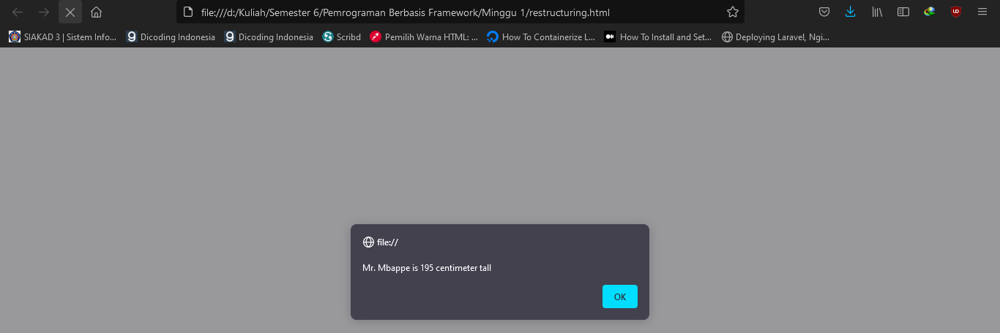 file:///d:/Kuliah/Semester 6/Pemrograman Berbasis Framework/Minggu 1/restructuring.html
SIAKAD 3 | Sistem Info... Dicoding Indonesia Dicoding Indonesia Scribd Pemilih Warna HTML: ... How To Containerize L... How To Install and Set... Deploying Laravel, Ngi...
file://
Mr. Mbappe is 195 centimeter tall
OK